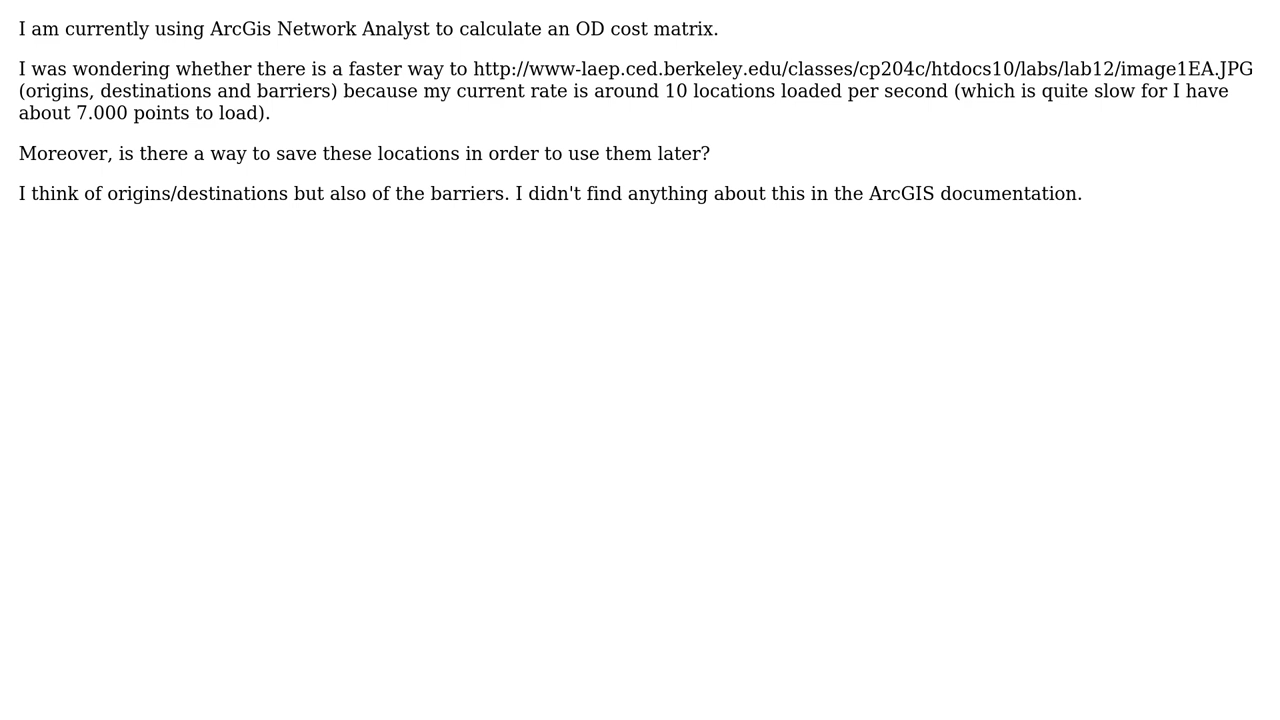 I am currently using ArcGis Network Analyst to calculate an OD cost matrix.
I was wondering whether there is a faster way to http://www-laep.ced.berkeley.edu/classes/cp204c/htdocs10/labs/lab12/image1EA.JPG
(origins, destinations and barriers) because my current rate is around 10 locations loaded per second (which is quite slow for I have
about 7.000 points to load).
Moreover, is there a way to save these locations in order to use them later?
I think of origins/destinations but also of the barriers. I didn't find anything about this in the ArcGIS documentation.